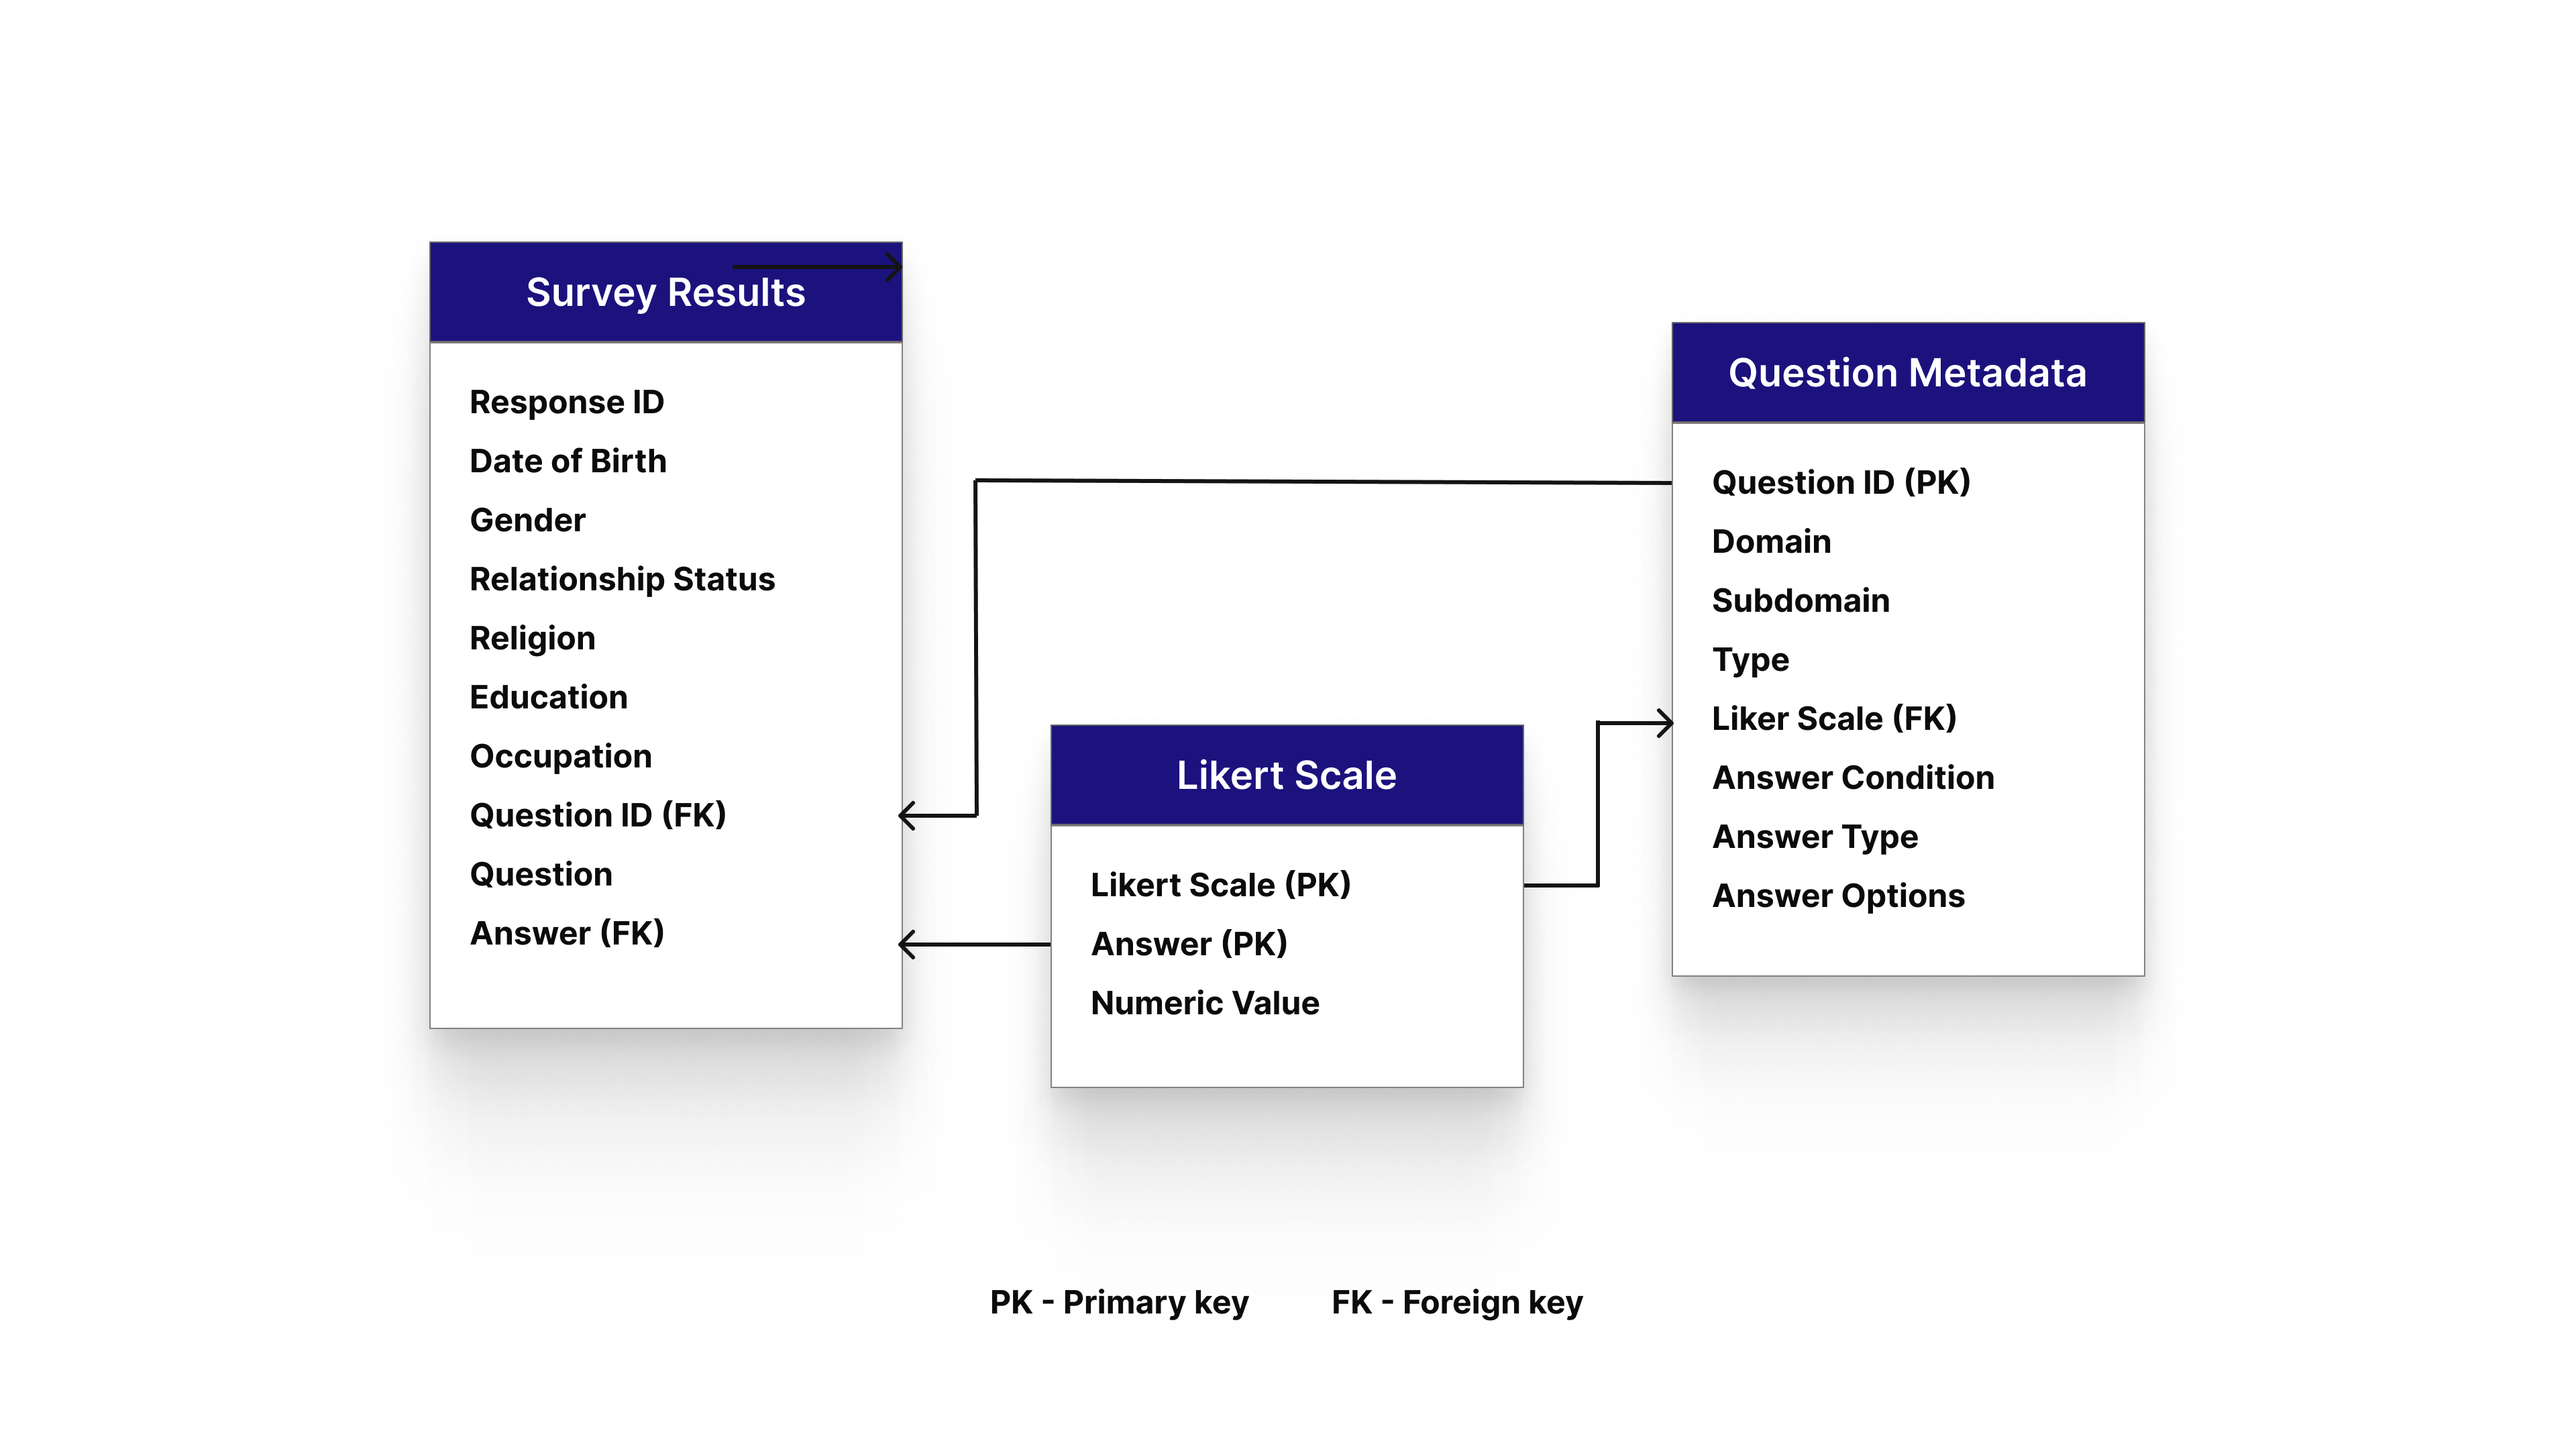 Survey Results
Response ID
Date of Birth
Gender
Relationship Status
Religion
Education
Occupation
Question ID (FK)
Question
Answer (FK)
Likert Scale
Likert Scale (PK)
Answer (PK)
Numeric Value
Question Metadata
Question ID (PK)
Domain
Subdomain
Type
Liker Scale (FK)
Answer Condition
Answer Type
Answer Options
PK - Primary key
FK - Foreign key